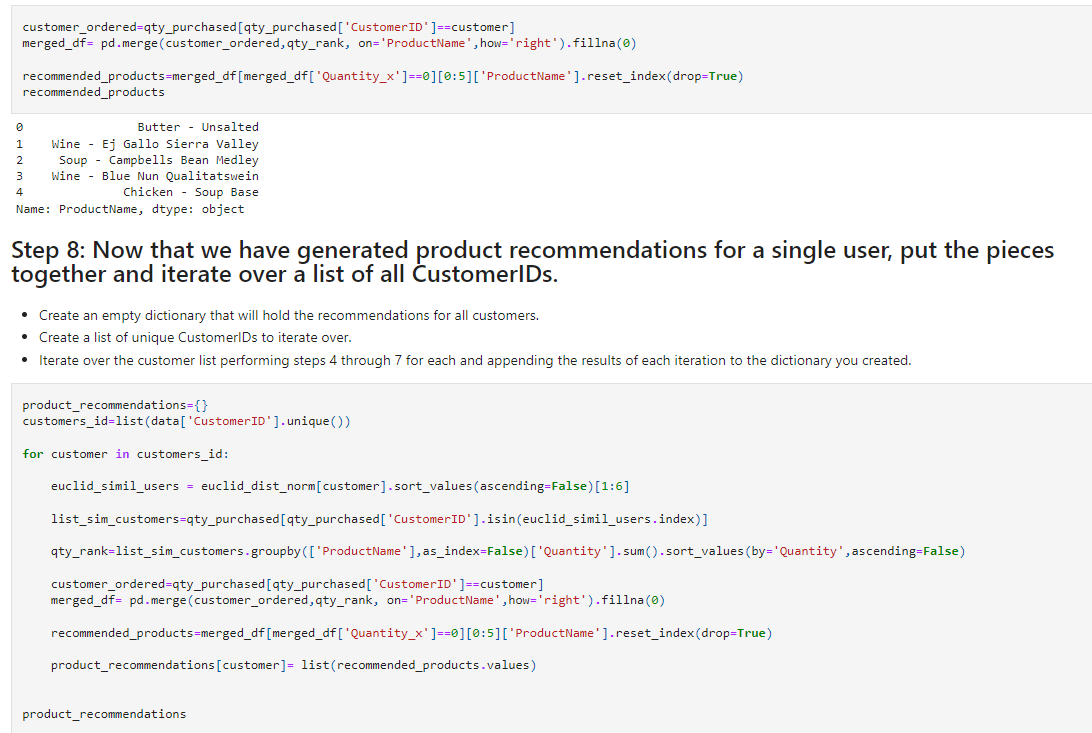 customer_ordered=qty_purchased[qty_purchased['CustomerID']==customer]
merged_df= pd.merge(customer_ordered,qty_rank, on='ProductName',how='right').fillna(0)
recommended_products=merged_df[merged_df['Quantity_x']==0][0:5]['ProductName'].reset_index(drop=True)
recommended_products
0 Butter - Unsalted
1 Wine - Ej Gallo Sierra Valley
2 Soup - Campbells Bean Medley
3 Wine - Blue Nun Qualitatswein
4 Chicken - Soup Base
Name: ProductName, dtype: object
Step 8: Now that we have generated product recommendations for a single user, put the pieces
together and iterate over a list of all CustomerIDs.
• Create an empty dictionary that will hold the recommendations for all customers.
• Create a list of unique CustomerIDs to iterate over.
• Iterate over the customer list performing steps 4 through 7 for each and appending the results of each iteration to the dictionary you created.
product_recommendations={}
customers_id=list(data['CustomerID'].unique())
for customer in customers_id:
euclid_simil_users = euclid_dist_norm[customer].sort_values(ascending=False)[1:6]
list_sim_customers=qty_purchased[qty_purchased['CustomerID'].isin(euclid_simil_users.index)]
qty_rank=list_sim_customers.groupby(['ProductName'],as_index=False)['Quantity'].sum().sort_values(by='Quantity',ascending=False)
customer_ordered=qty_purchased[qty_purchased['CustomerID']==customer]
merged_df= pd.merge(customer_ordered,qty_rank, on='ProductName',how='right').fillna(0)
recommended_products=merged_df[merged_df['Quantity_x']==0][0:5]['ProductName'].reset_index(drop=True)
product_recommendations[customer]= list(recommended_products.values)
product_recommendations